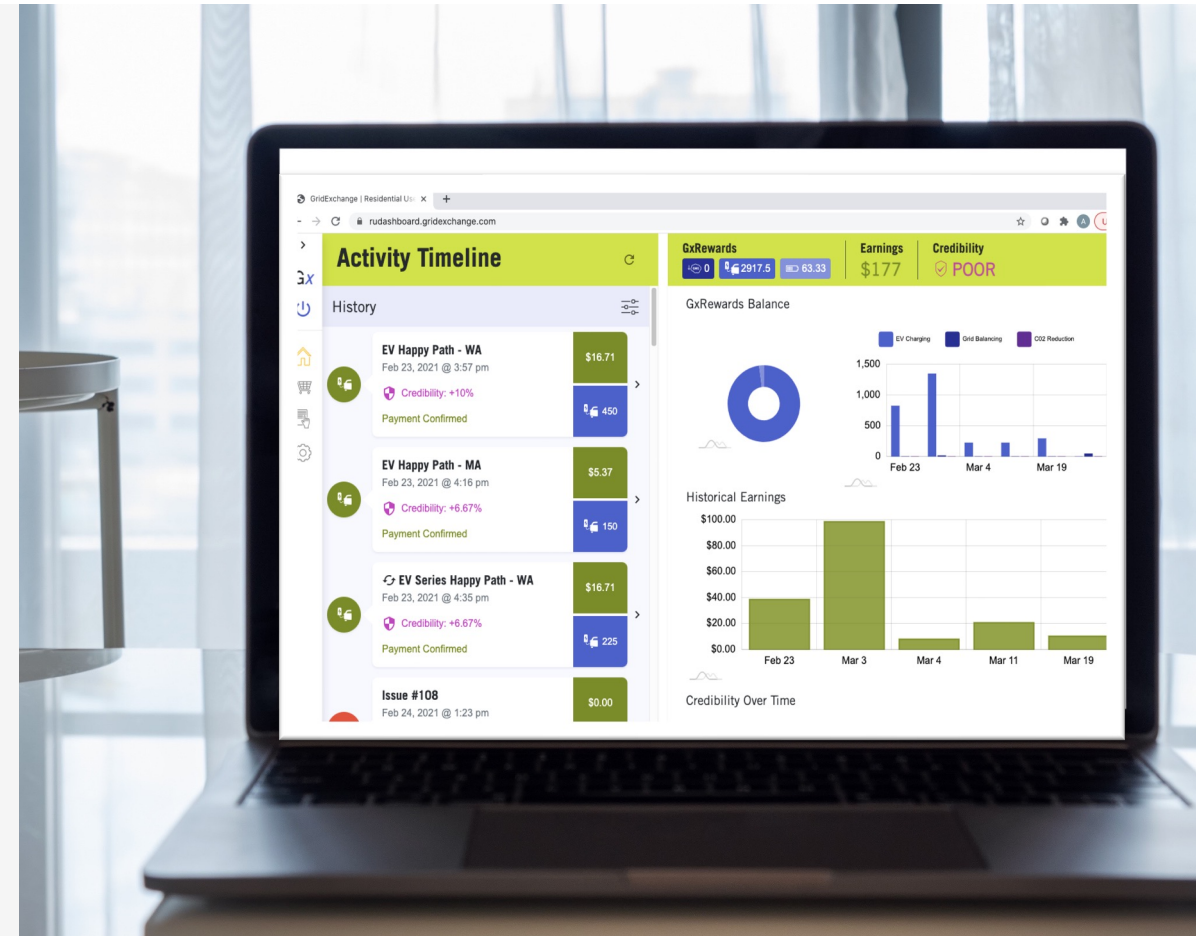 GridExchange | Residential Us
rudashboard.gridexchange.com
A
Gx
Activity Timeline
History
EV Happy Path - WA
Feb 23, 2021 @ 3:57 pm
Credibility: +10%
Payment Confirmed
$16.71
450
EV Happy Path - MA
Feb 23, 2021 @ 4:16 pm
Credibility: +6.67%
Payment Confirmed
$5.37
150
EV Series Happy Path - WA
Feb 23, 2021 @ 4:35 pm
Credibility: +6.67%
Payment Confirmed
$16.71
225
Issue #108
Feb 24, 2021 @ 1:23 pm
$0.00
GxRewards
0 2917.5 63.33
Earnings
$177
Credibility
POOR
GxRewards Balance
EV Charging Grid Balancing C02 Reduction
1,500
1,000
500
0
Feb 23 Mar 4 Mar 19
Historical Earnings
$100.00
$80.00
$60.00
$40.00
$20.00
$0.00
Feb 23 Mar 3 Mar 4 Mar 11 Mar 19
Credibility Over Time